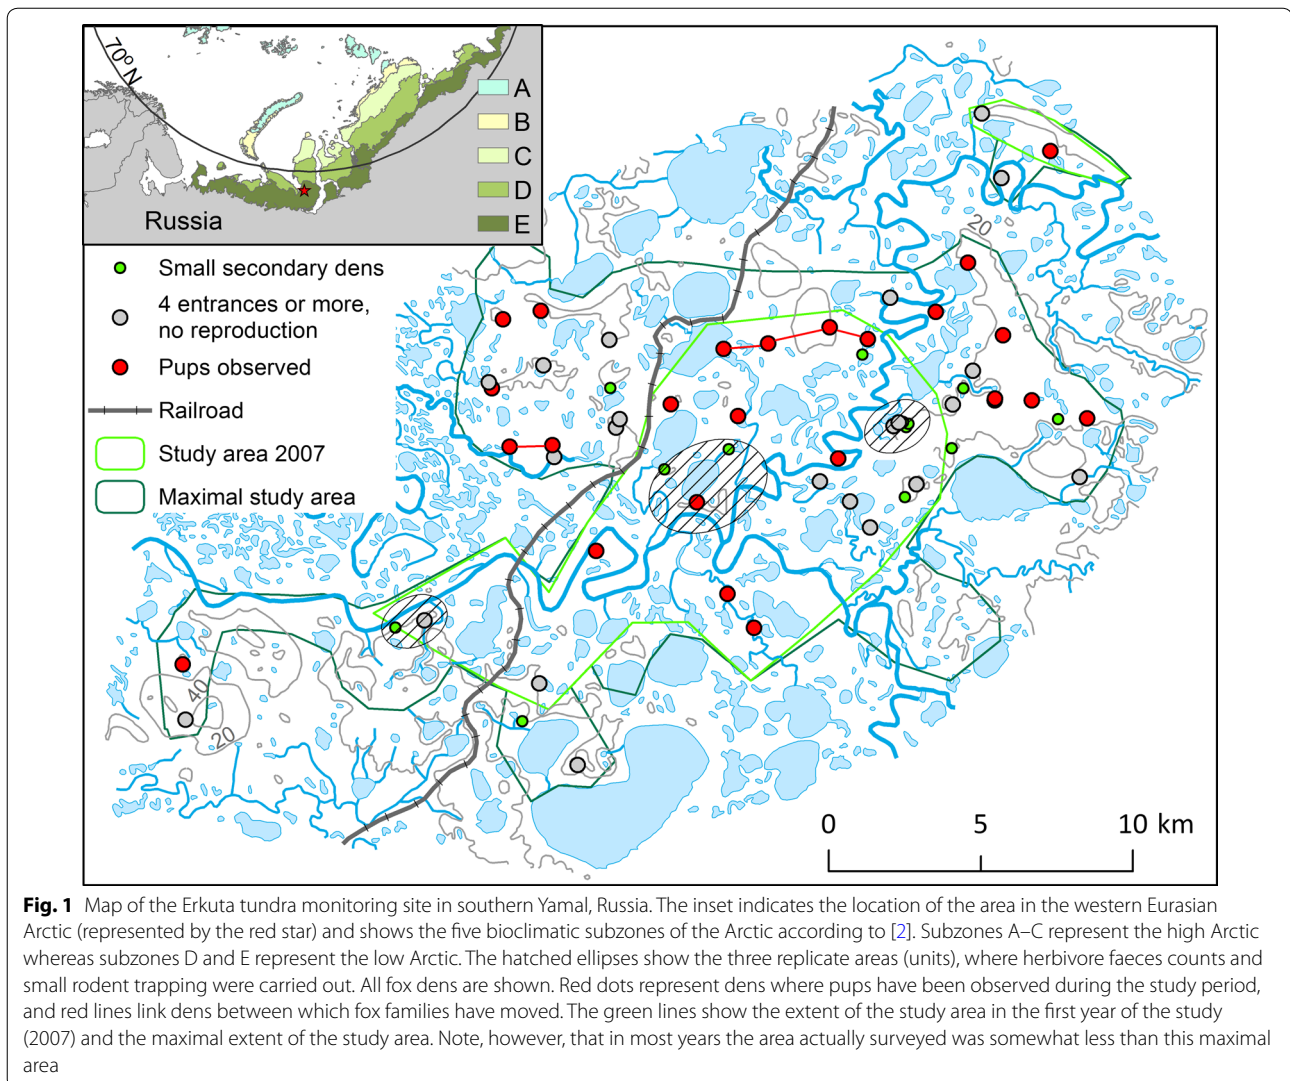 70° N
A
B
C
D
E
Russia
Small secondary dens
4 entrances or more,
no reproduction
Pups observed
Railroad
Study area 2007
Maximal study area
20
40
20
0 5 10 km
Fig. 1 Map of the Erkuta tundra monitoring site in southern Yamal, Russia. The inset indicates the location of the area in the western Eurasian
Arctic (represented by the red star) and shows the five bioclimatic subzones of the Arctic according to [2]. Subzones A–C represent the high Arctic
whereas subzones D and E represent the low Arctic. The hatched ellipses show the three replicate areas (units), where herbivore faeces counts and
small rodent trapping were carried out. All fox dens are shown. Red dots represent dens where pups have been observed during the study period,
and red lines link dens between which fox families have moved. The green lines show the extent of the study area in the first year of the study
(2007) and the maximal extent of the study area. Note, however, that in most years the area actually surveyed was somewhat less than this maximal
area